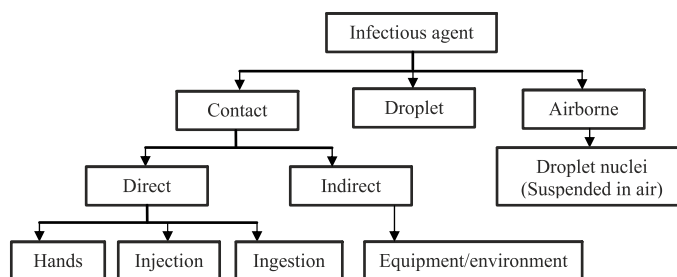 Infectious agent
Contact
Droplet
Airborne
Direct
Indirect
Droplet nuclei
(Suspended in air)
Hands
Injection
Ingestion
Equipment/environment